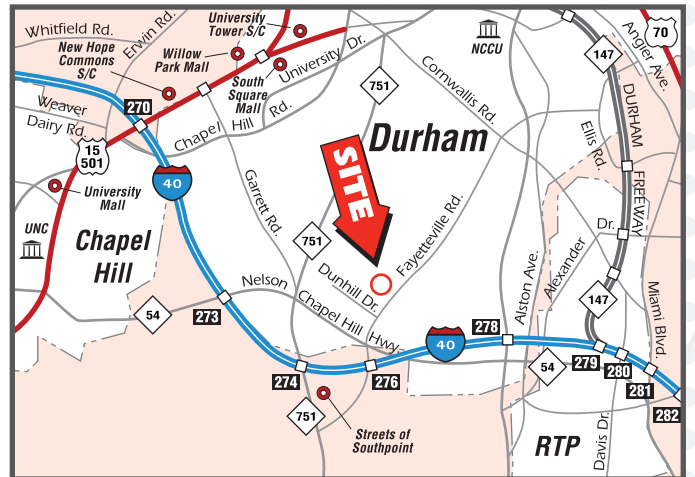 University
Tower S/C
Whitfield Rd.
Erwin Rd.
New Hope
Commons
S/C
Willow
Park Mall
South
Square
Mall
University Dr.
NCCU
147
70
Angier Ave.
751
Cornwallis Rd.
Weaver
Dairy Rd.
270
Chapel Hill Rd.
Durham
DURHAM
FREEWAY
Ellis Rd.
15
501
40
SITE
University
Mall
Garrett Rd.
UNC
Chapel
Hill
751
Fayetteville Rd.
Dunhill Dr.
Alexander Dr.
Alston Ave.
Miami Blvd.
147
Nelson
Chapel Hill Hwy.
54
273
278
40
279
280
281
282
54
274
276
751
Streets of
Southpoint
RTP
Davis Dr.